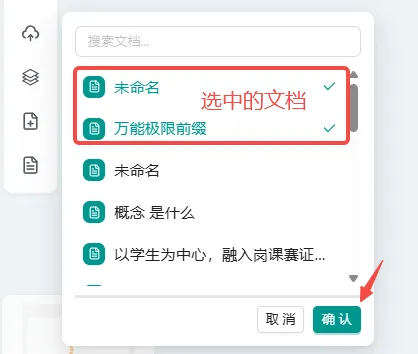 搜索文档...
未命名
选中的文档
万能极限前缀
未命名
概念 是什么
以学生为中心，融入岗课赛证...
取 消
确 认